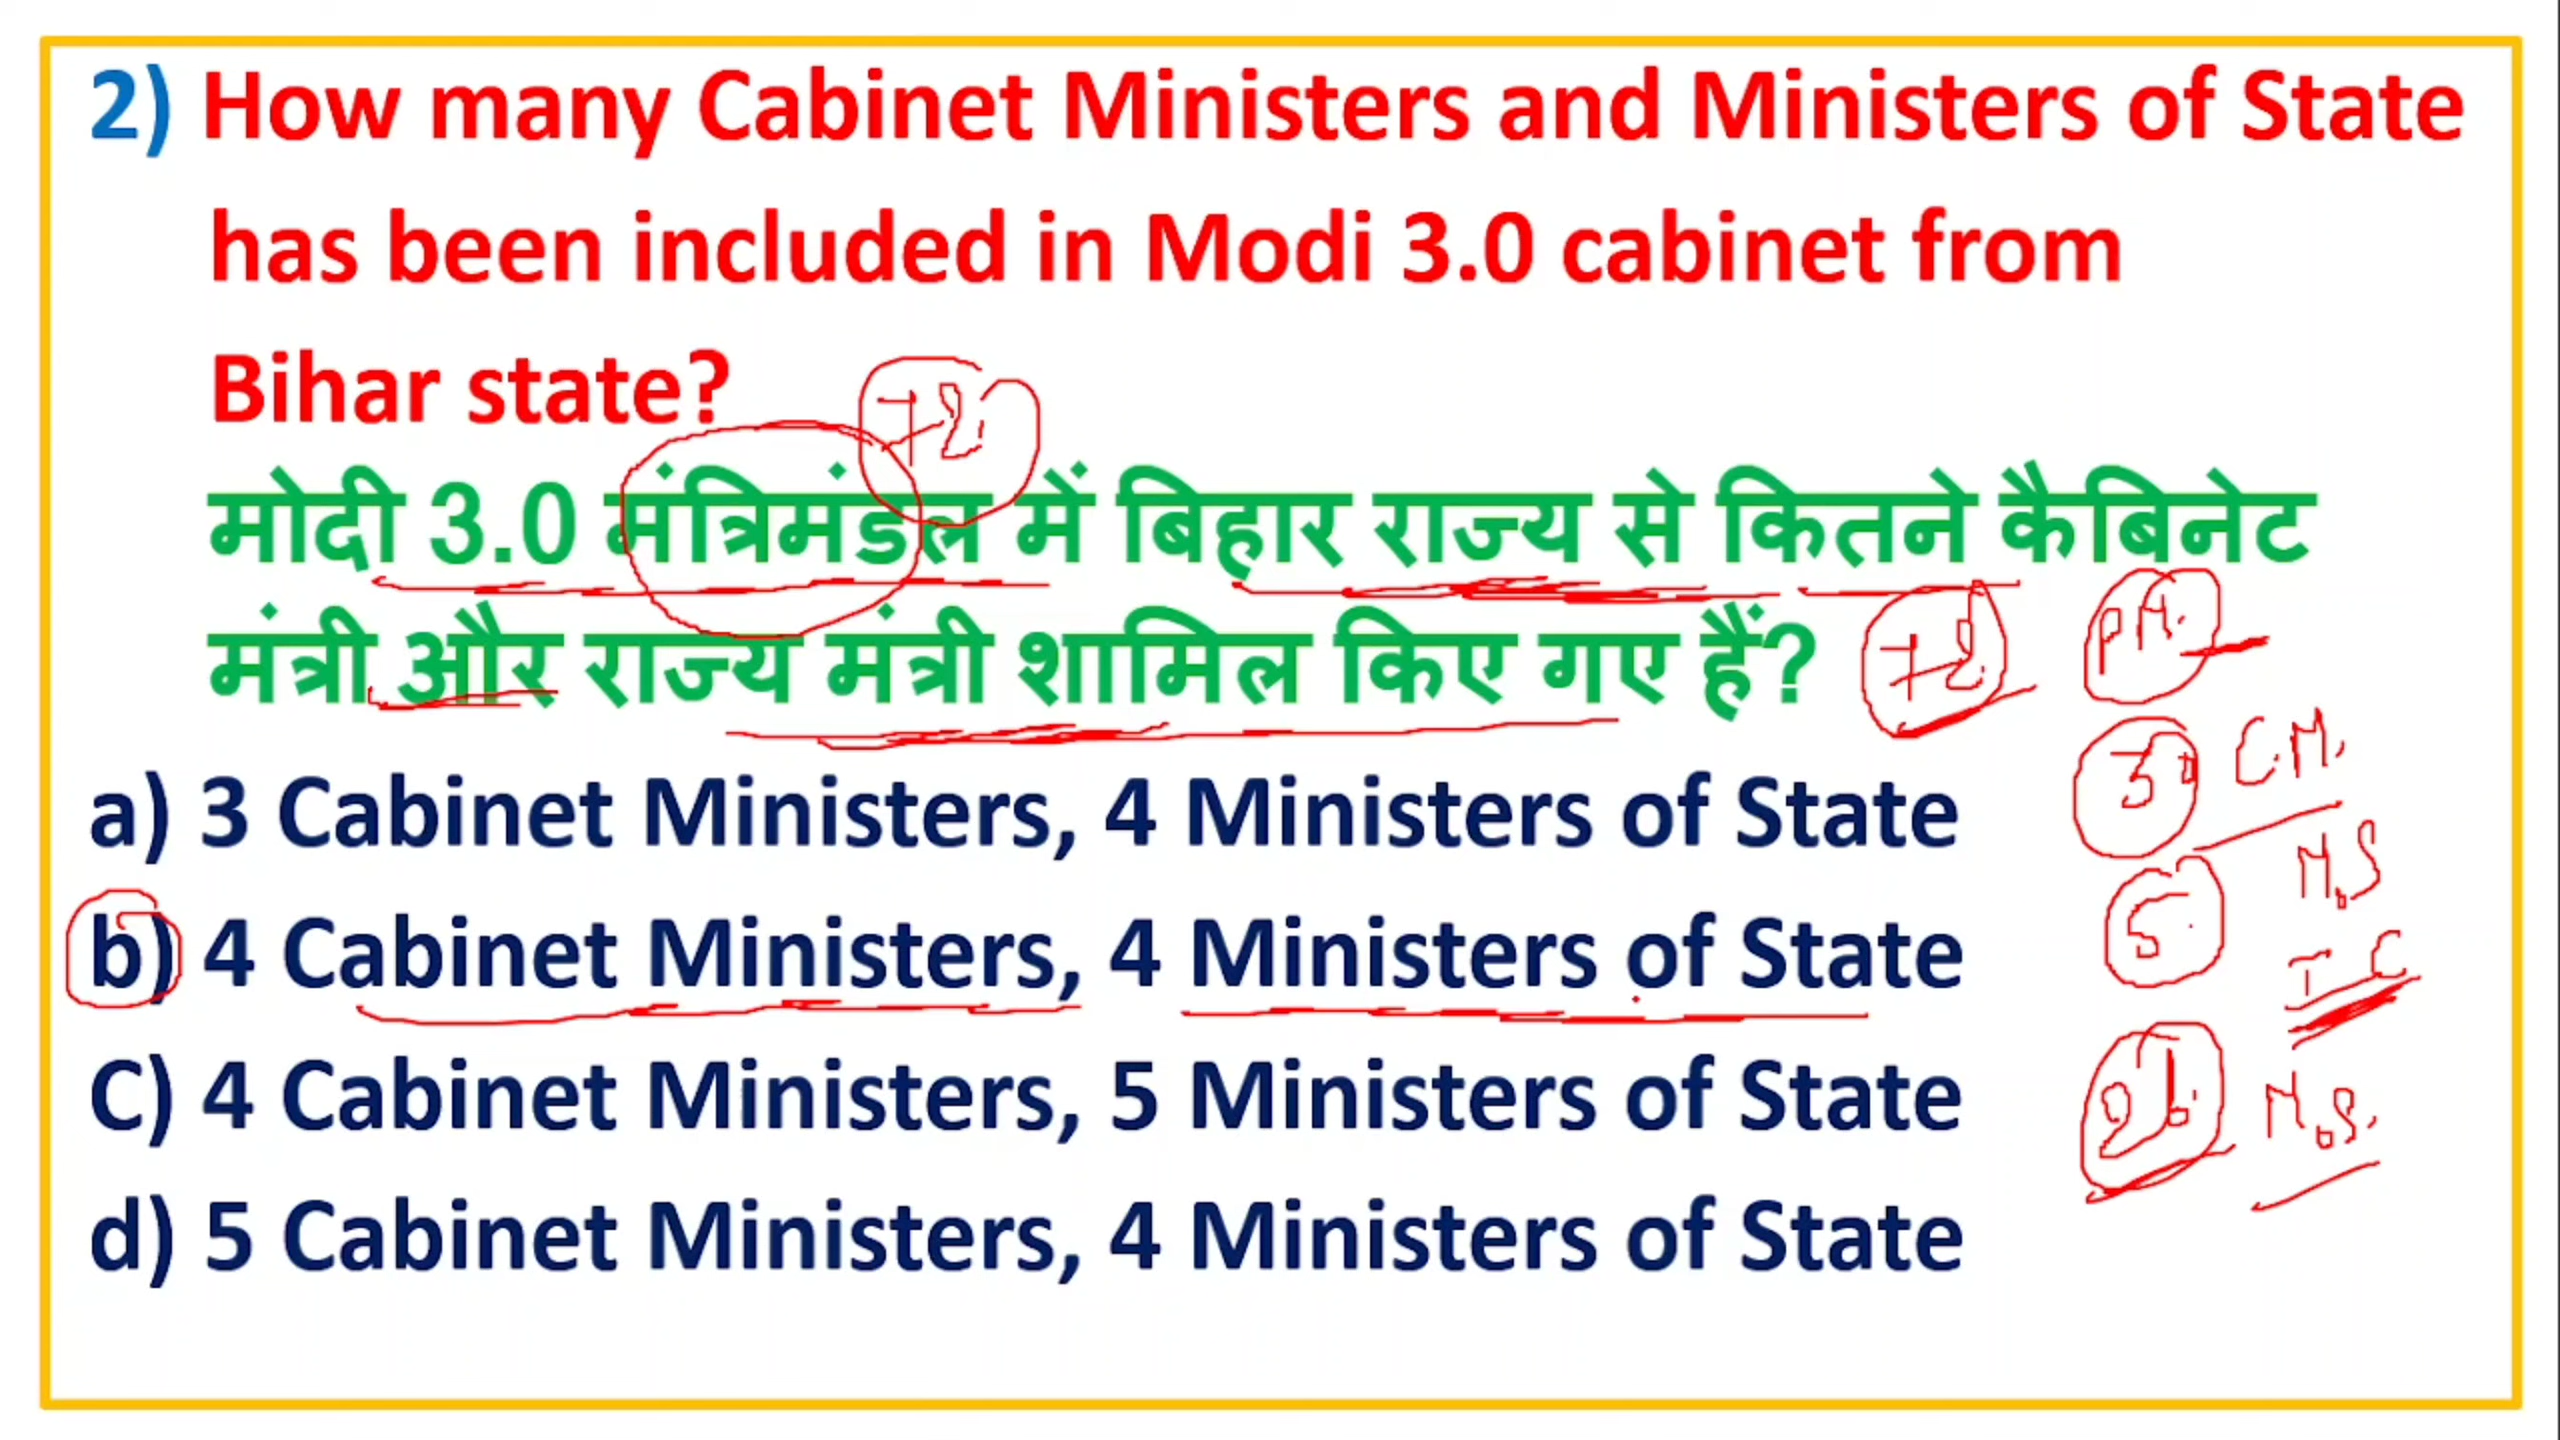 2) How many Cabinet Ministers and Ministers of State
has been included in Modi 3.0 cabinet from
Bihar state?
मोदी 3.0 मंत्रिमंडल में बिहार राज्य से कितने कैबिनेट
मंत्री और राज्य मंत्री शामिल किए गए हैं?
P.M.
a) 3 Cabinet Ministers, 4 Ministers of State
C.M.
M.S
b) 4 Cabinet Ministers, 4 Ministers of State
5
I C
C) 4 Cabinet Ministers, 5 Ministers of State
M.S.
d) 5 Cabinet Ministers, 4 Ministers of State